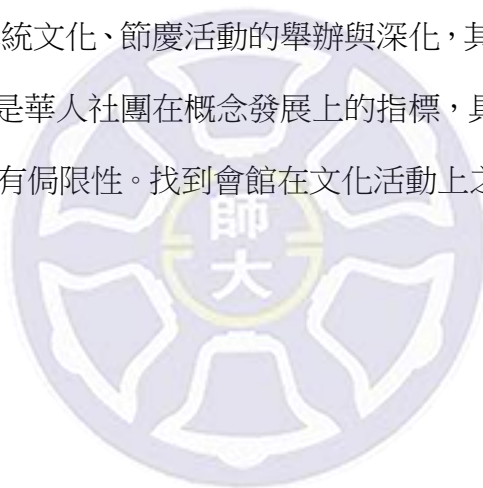 統文化、節慶活動的舉辦與深化，其
是華人社團在概念發展上的指標，具
有侷限性。找到會館在文化活動上之
師
大